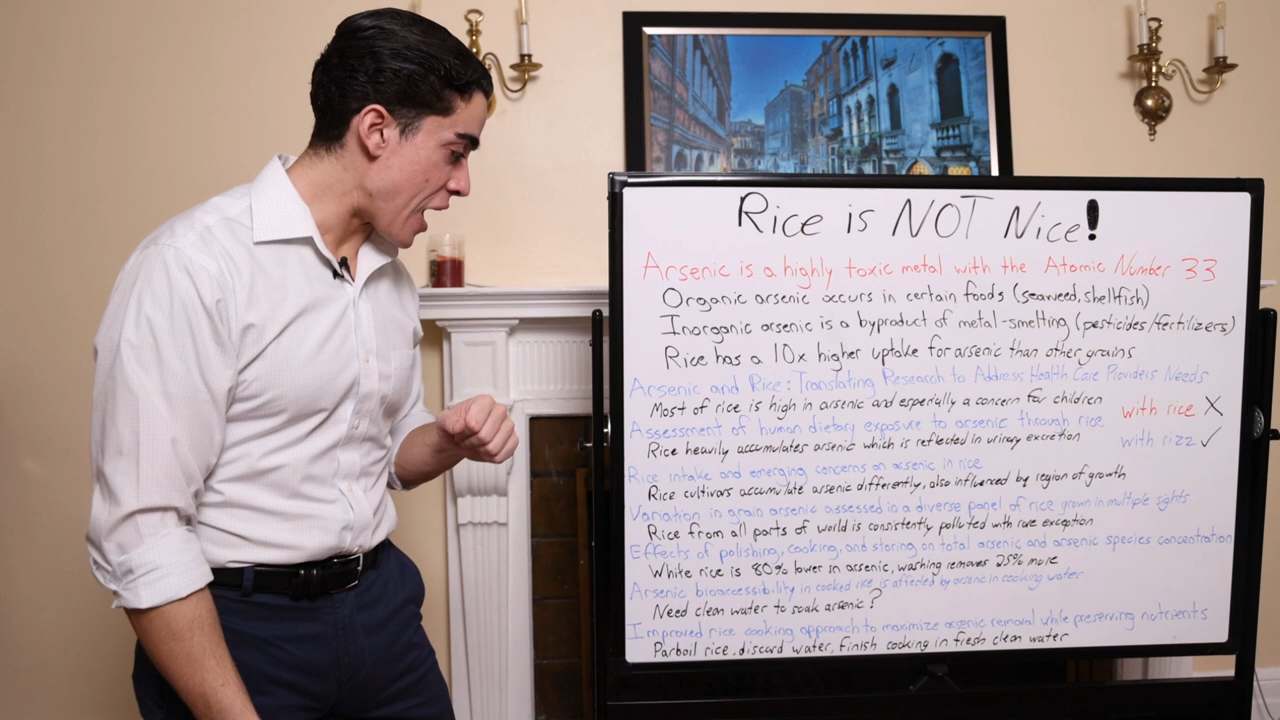 Rice is NOT Nice!
Arsenic is a highly toxic metal with the Atomic Number 33
Organic arsenic occurs in certain foods (seaweed, shellfish)
Inorganic arsenic is a byproduct of metal-smelting (pesticides/fertilizers)
Rice has a 10x higher uptake for arsenic than other grains
Arsenic and Rice: Translating Research to Address Health Care Providers Needs
Most of rice is high in arsenic and especially a concern for children
with rice X
Assessment of human dietary exposure to arsenic through rice
Rice heavily accumulates arsenic which is reflected in urinary excretion
with rizz ✓
Rice intake and emerging concerns on arsenic in rice
Rice cultivars accumulate arsenic differently, also influenced by region of growth
Variation in grain arsenic assessed in a diverse panel of rice grown in multiple sights
Rice from all parts of world is consistently polluted with rare exception
Effects of polishing, cooking, and storing on total arsenic and arsenic species concentration
White rice is 80% lower in arsenic, washing removes 25% more
Arsenic bioaccessibility in cooked rice is affected by arsenic in cooking water
Need clean water to soak arsenic?
Improved rice cooking approach to maximize arsenic removal while preserving nutrients
Parboil rice, discard water, finish cooking in fresh clean water